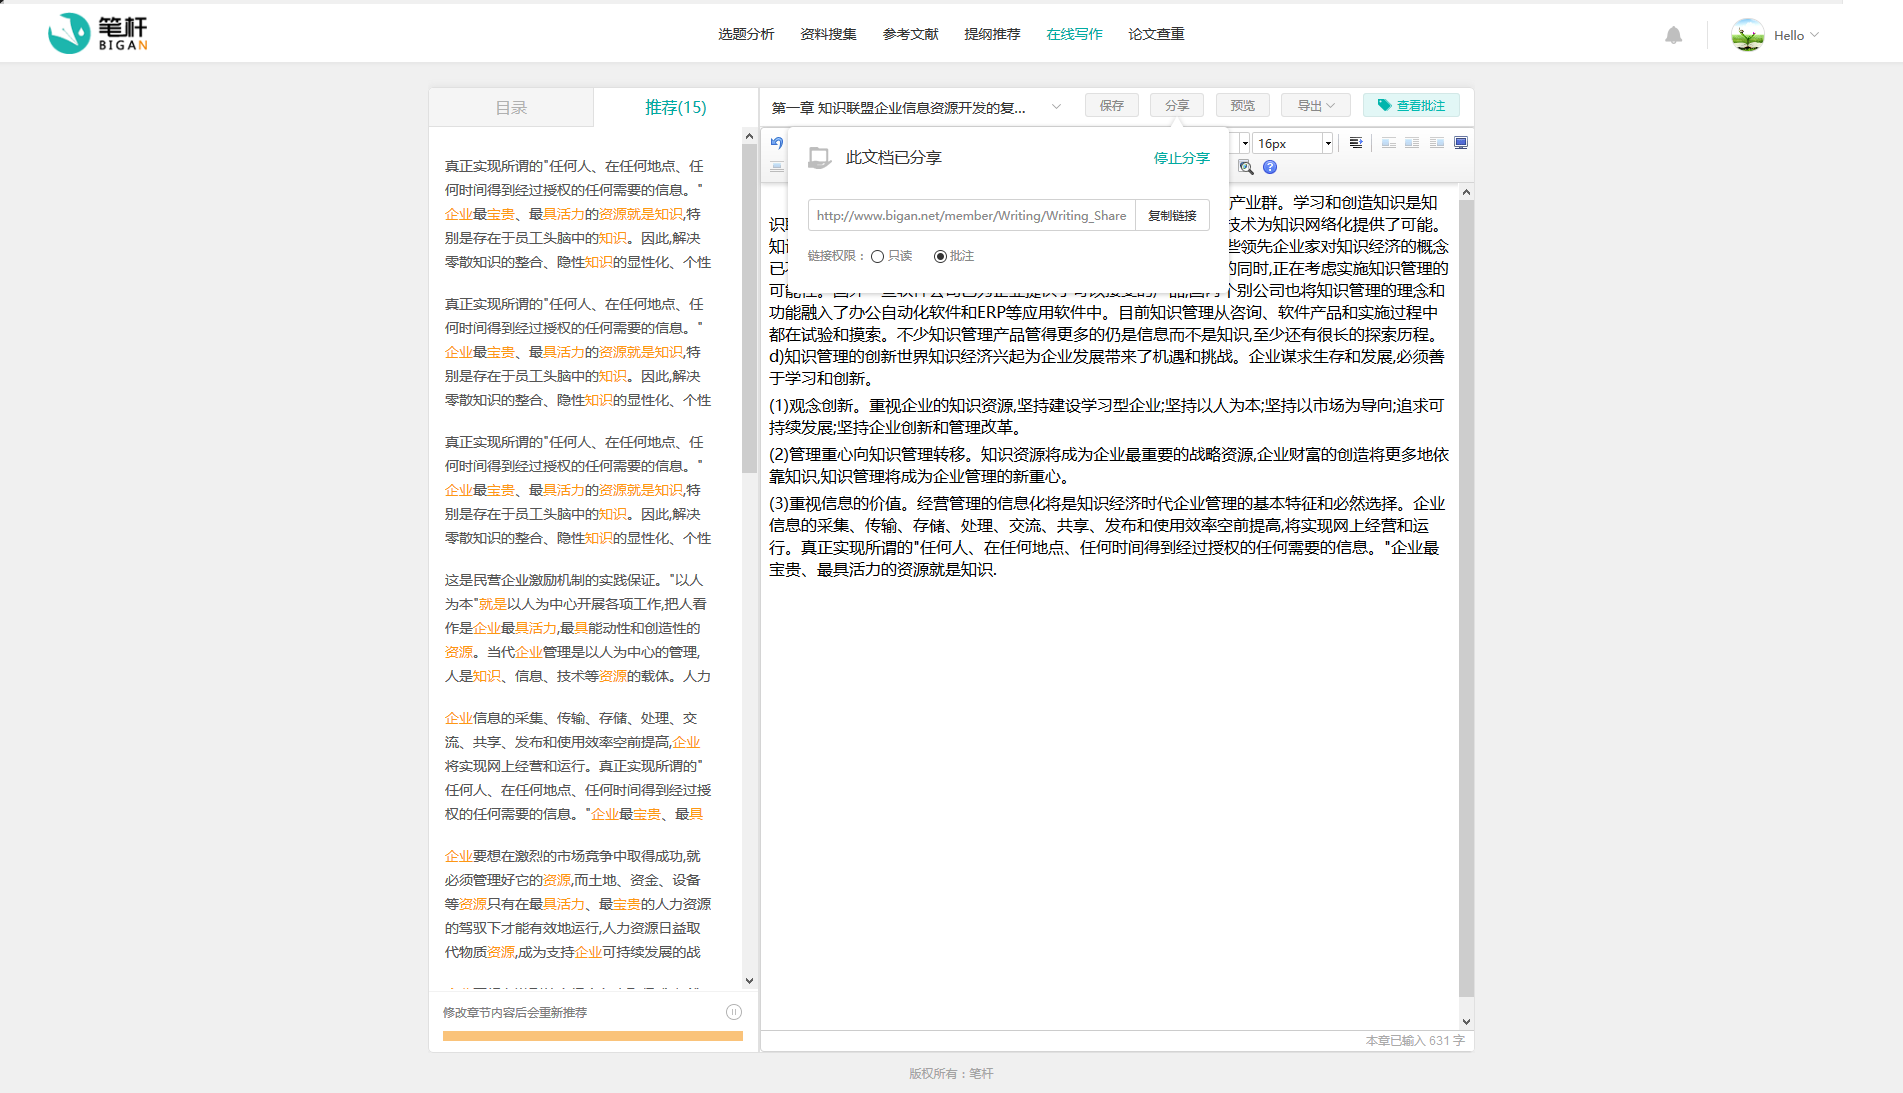 笔杆
BIGAN
选题分析 资料搜集 参考文献 提纲推荐 在线写作 论文查重
Hello
目录 推荐(15)
真正实现所谓的"任何人、在任何地点、任
何时间得到经过授权的任何需要的信息。"
企业最宝贵、最具活力的资源就是知识,特
别是存在于员工头脑中的知识。因此,解决
零散知识的整合、隐性知识的显性化、个性
真正实现所谓的"任何人、在任何地点、任
何时间得到经过授权的任何需要的信息。"
企业最宝贵、最具活力的资源就是知识,特
别是存在于员工头脑中的知识。因此,解决
零散知识的整合、隐性知识的显性化、个性
真正实现所谓的"任何人、在任何地点、任
何时间得到经过授权的任何需要的信息。"
企业最宝贵、最具活力的资源就是知识,特
别是存在于员工头脑中的知识。因此,解决
零散知识的整合、隐性知识的显性化、个性
这是民营企业激励机制的实践保证。"以人
为本"就是以人为中心开展各项工作,把人看
作是企业最具活力,最具能动性和创造性的
资源。当代企业管理是以人为中心的管理,
人是知识、信息、技术等资源的载体。人力
企业信息的采集、传输、存储、处理、交
流、共享、发布和使用效率空前提高,企业
将实现网上经营和运行。真正实现所谓的"
任何人、在任何地点、任何时间得到经过授
权的任何需要的信息。"企业最宝贵、最具
企业要想在激烈的市场竞争中取得成功,就
必须管理好它的资源,而土地、资金、设备
等资源只有在最具活力、最宝贵的人力资源
的驾驭下才能有效地运行,人力资源日益取
代物质资源,成为支持企业可持续发展的战
修改章节内容后会重新推荐
第一章 知识联盟企业信息资源开发的复...
保存 分享 预览 导出 查看批注
16px
此文档已分享 停止分享
http://www.bigan.net/member/Writing/Writing_Share 复制链接
链接权限：只读 批注
产业群。学习和创造知识是知
识 技术为知识网络化提供了可能。
知 些领先企业家对知识经济的概念
已 的同时,正在考虑实施知识管理的
可能性。国外一些软件公司已为企业提供了可以接受的产品,国内个别公司也将知识管理的理念和
功能融入了办公自动化软件和ERP等应用软件中。目前知识管理从咨询、软件产品和实施过程中
都在试验和摸索。不少知识管理产品管得更多的仍是信息而不是知识,至少还有很长的探索历程。
d)知识管理的创新世界知识经济兴起为企业发展带来了机遇和挑战。企业谋求生存和发展,必须善
于学习和创新。
(1)观念创新。重视企业的知识资源,坚持建设学习型企业;坚持以人为本;坚持以市场为导向;追求可
持续发展;坚持企业创新和管理改革。
(2)管理重心向知识管理转移。知识资源将成为企业最重要的战略资源,企业财富的创造将更多地依
靠知识,知识管理将成为企业管理的新重心。
(3)重视信息的价值。经营管理的信息化将是知识经济时代企业管理的基本特征和必然选择。企业
信息的采集、传输、存储、处理、交流、共享、发布和使用效率空前提高,将实现网上经营和运
行。真正实现所谓的"任何人、在任何地点、任何时间得到经过授权的任何需要的信息。"企业最
宝贵、最具活力的资源就是知识.
本章已输入 631 字
版权所有：笔杆